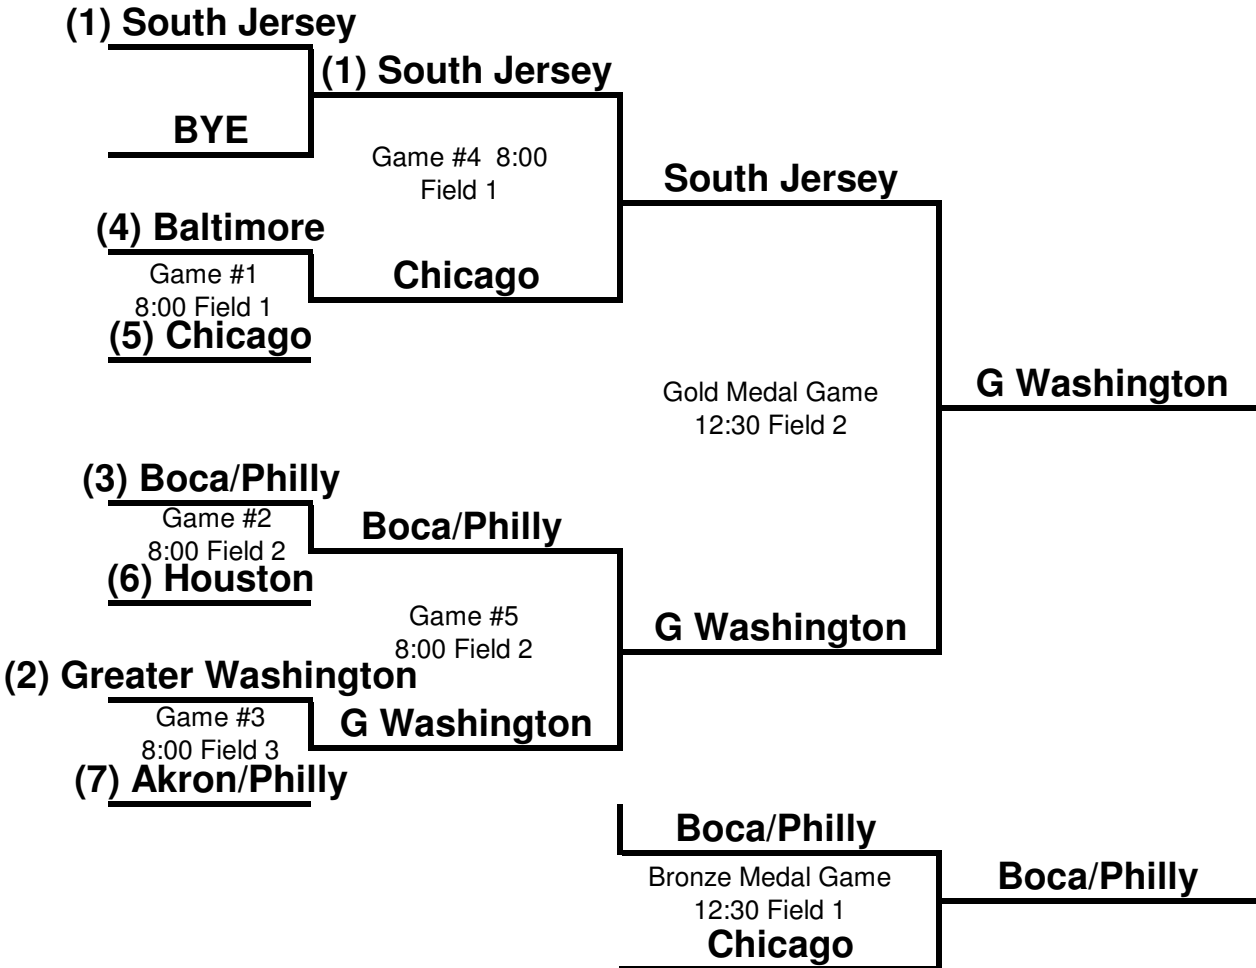 (1) South Jersey
(1) South Jersey
BYE
Game #4  8:00
Field 1
South Jersey
(4) Baltimore
Game #1
8:00 Field 1
Chicago
(5) Chicago
Gold Medal Game
12:30 Field 2
G Washington
(3) Boca/Philly
Game #2
8:00 Field 2
Boca/Philly
(6) Houston
Game #5
8:00 Field 2
G Washington
(2) Greater Washington
Game #3
8:00 Field 3
G Washington
(7) Akron/Philly
Boca/Philly
Bronze Medal Game
12:30 Field 1
Boca/Philly
Chicago